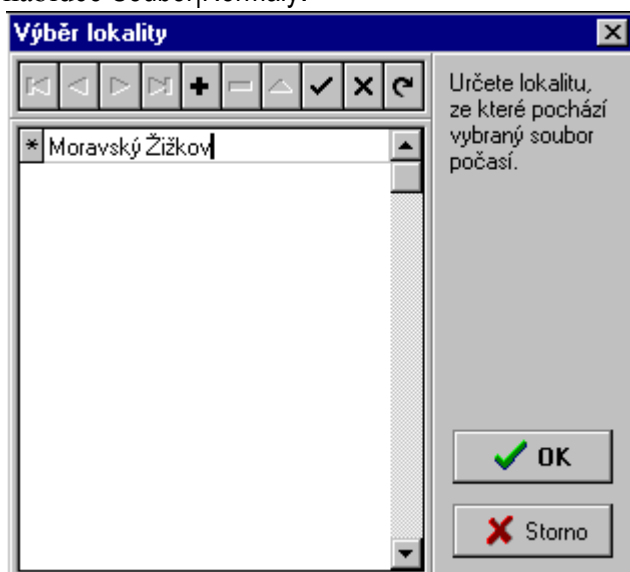 Výběr lokality
* Moravský Žižkov
Určete lokalitu,
ze které pochází
vybraný soubor
počasí.
OK
Storno